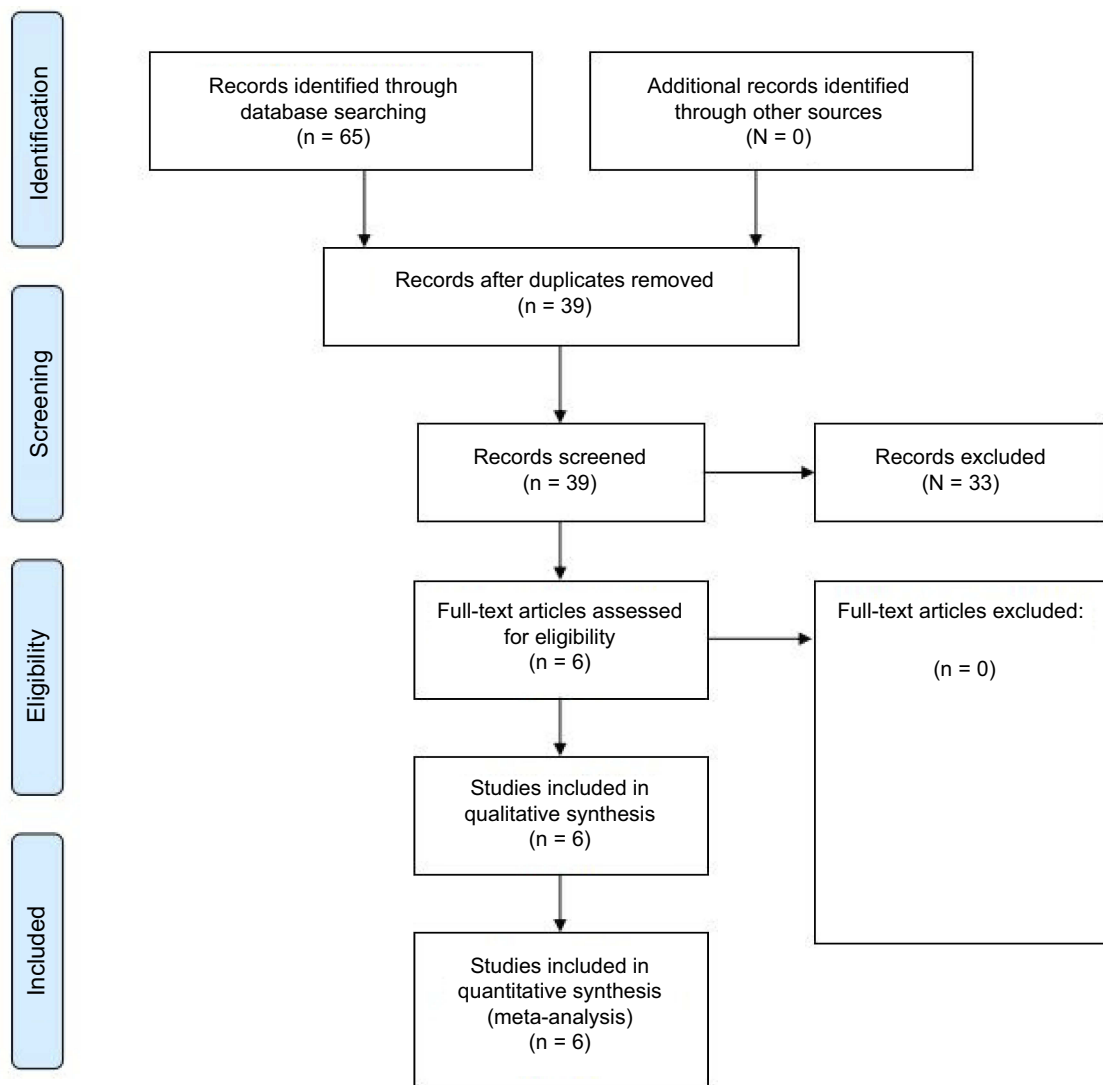 Identification
Records identified through
database searching
(n = 65)
Additional records identified
through other sources
(N = 0)
Records after duplicates removed
(n = 39)
Screening
Records screened
(n = 39)
Records excluded
(N = 33)
Eligibility
Full-text articles assessed
for eligibility
(n = 6)
Full-text articles excluded:
(n = 0)
Studies included in
qualitative synthesis
(n = 6)
Included
Studies included in
quantitative synthesis
(meta-analysis)
(n = 6)